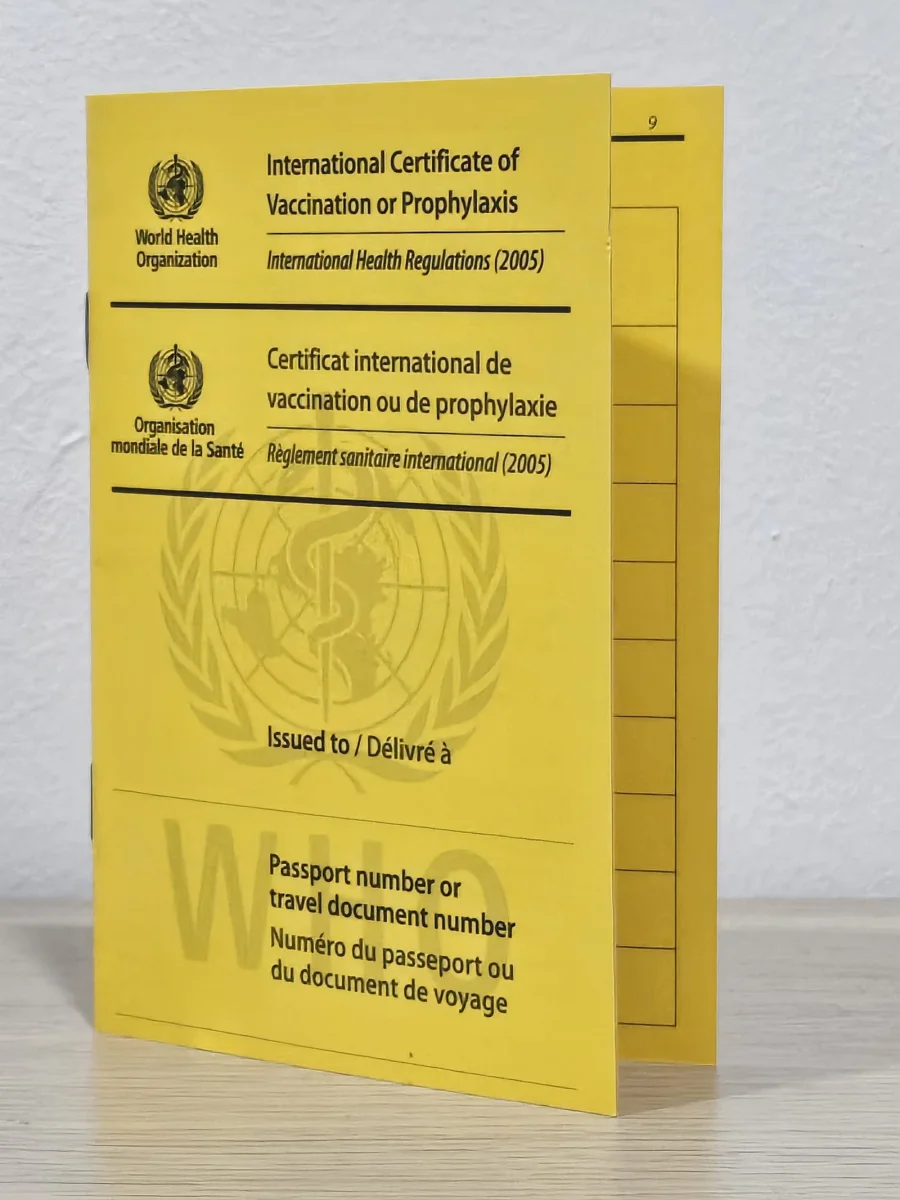 World Health
Organization
International Certificate of
Vaccination or Prophylaxis
International Health Regulations (2005)
Organisation
mondiale de la Santé
Certificat international de
vaccination ou de prophylaxie
Règlement sanitaire international (2005)
Issued to / Délivré à
WHO
Passport number or
travel document number
Numéro du passeport ou
du document de voyage
9